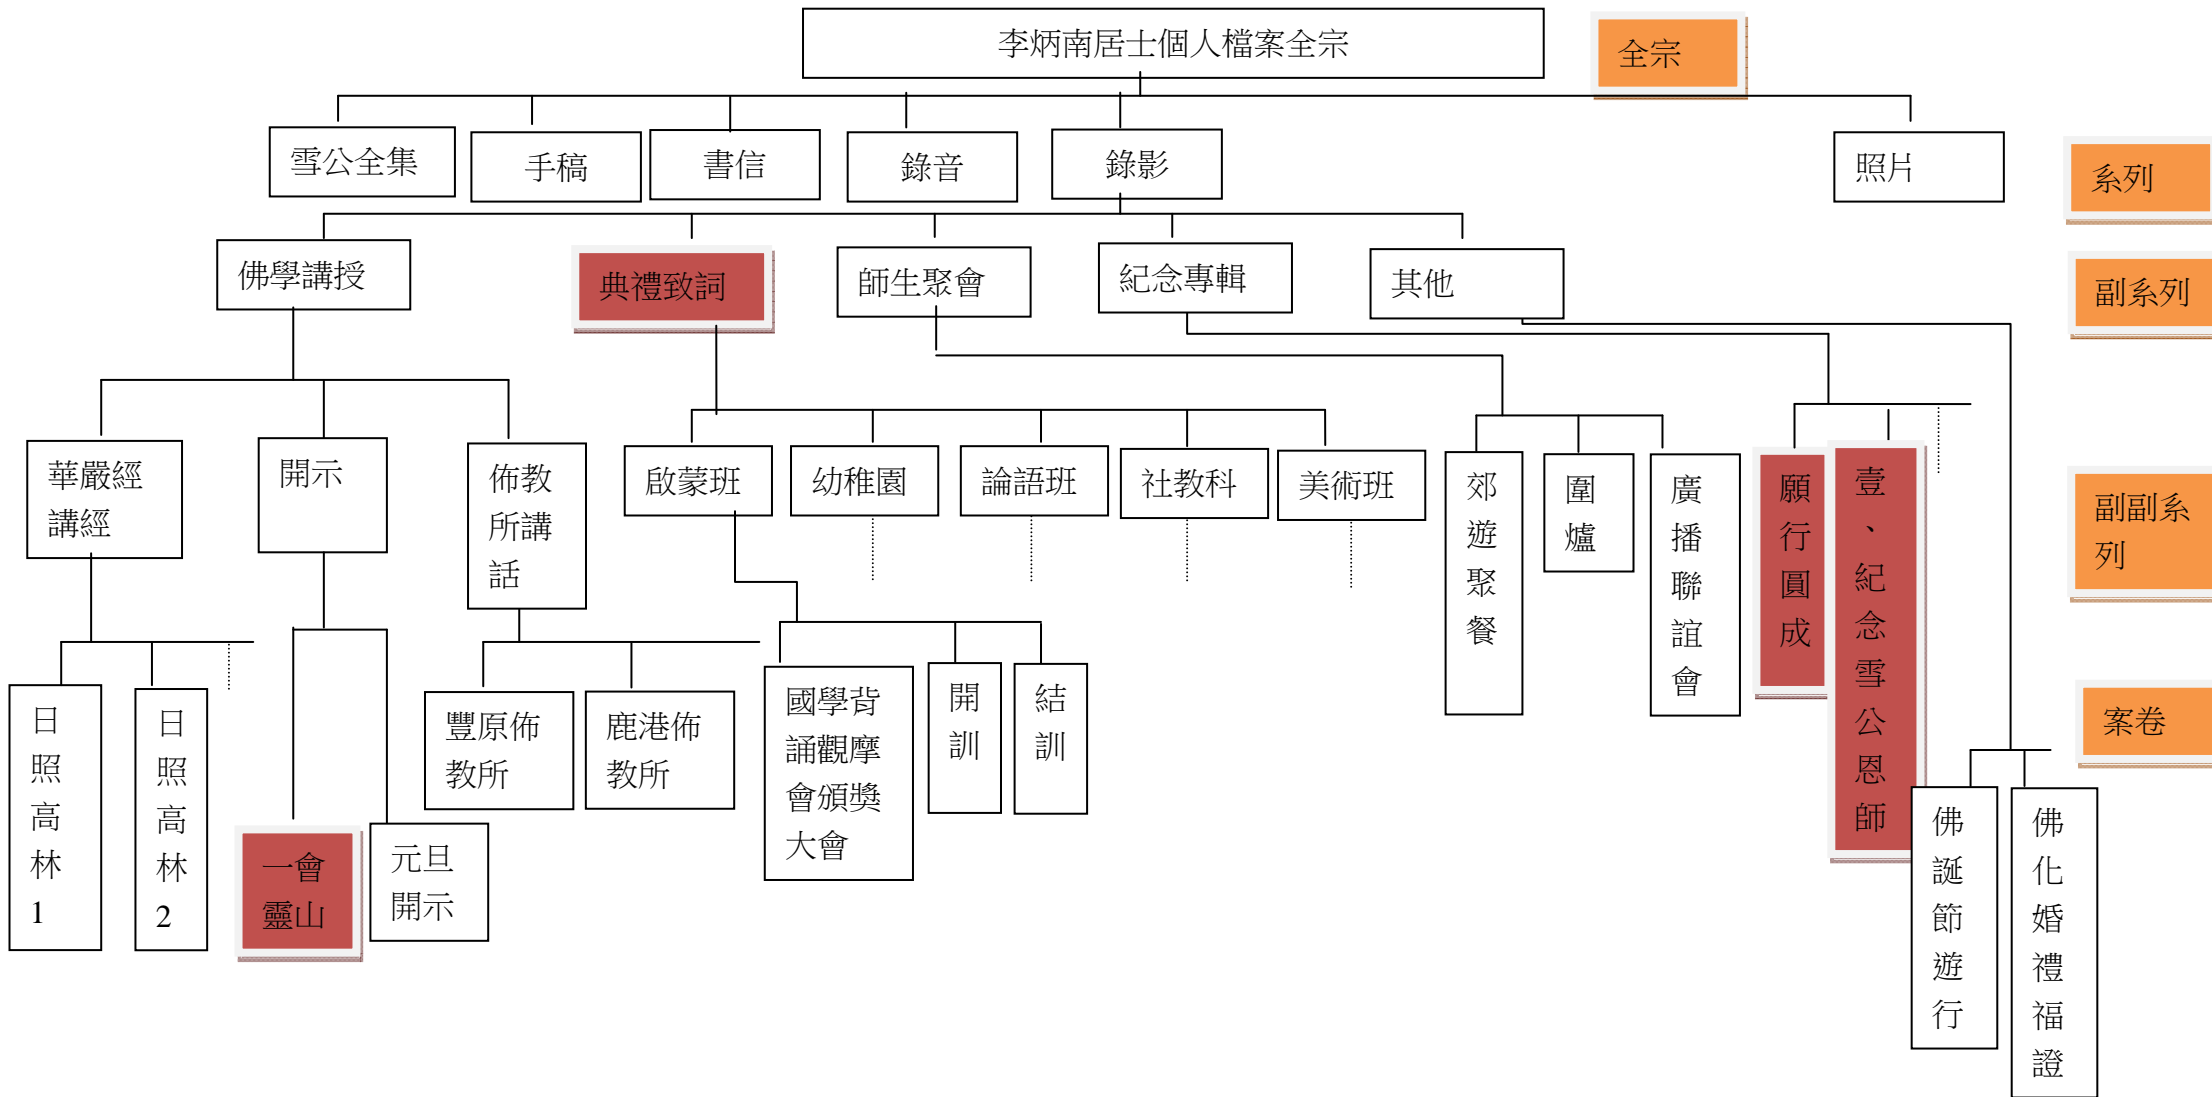 李炳南居士個人檔案全宗
全宗
雪公全集
手稿
書信
錄音
錄影
照片
系列
佛學講授
典禮致詞
師生聚會
紀念專輯
其他
副系列
華嚴經
講經
開示
佈教
所講
話
啟蒙班
幼稚園
論語班
社教科
美術班
郊遊聚餐
圍爐
廣播聯誼會
願行圓成
壹、紀念雪公恩師
副副系
列
日照高林1
日照高林2
一會
靈山
元旦
開示
豐原佈
教所
鹿港佈
教所
國學背
誦觀摩
會頒獎
大會
開訓
結訓
佛誕節遊行
佛化婚禮福證
案卷